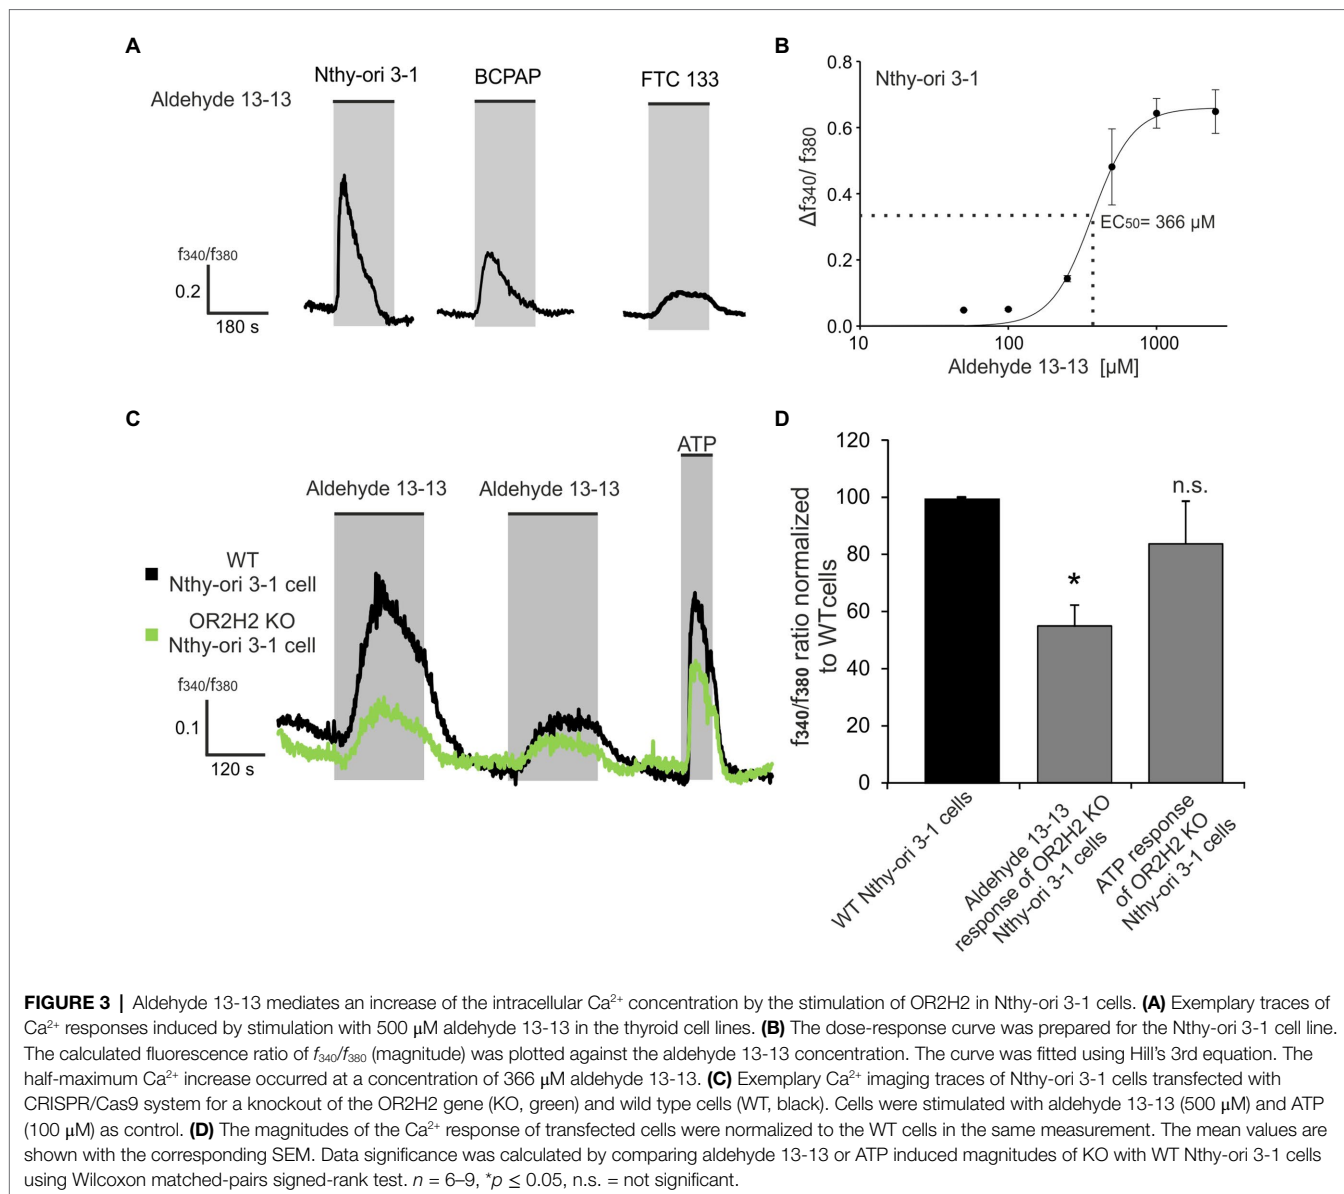 A
Nthy-ori 3-1
BCPAP
FTC 133
Aldehyde 13-13
f340/f380
0.2
180 s
B
Nthy-ori 3-1
0.8
0.6
0.4
0.2
0.0
Δf340/ f380
EC50= 366 µM
10
100
1000
Aldehyde 13-13 [µM]
C
ATP
Aldehyde 13-13
Aldehyde 13-13
WT
Nthy-ori 3-1 cell
OR2H2 KO
Nthy-ori 3-1 cell
f340/f380
0.1
120 s
D
120
100
80
60
40
20
0
f340/f380 ratio normalized
to WTcells
*
n.s.
WT Nthy-ori 3-1 cells
Aldehyde 13-13
response of OR2H2 KO
Nthy-ori 3-1 cells
ATP response
of OR2H2 KO
Nthy-ori 3-1 cells
FIGURE 3 | Aldehyde 13-13 mediates an increase of the intracellular Ca²⁺ concentration by the stimulation of OR2H2 in Nthy-ori 3-1 cells. (A) Exemplary traces of
Ca²⁺ responses induced by stimulation with 500 µM aldehyde 13-13 in the thyroid cell lines. (B) The dose-response curve was prepared for the Nthy-ori 3-1 cell line.
The calculated fluorescence ratio of f340/f380 (magnitude) was plotted against the aldehyde 13-13 concentration. The curve was fitted using Hill's 3rd equation. The
half-maximum Ca²⁺ increase occurred at a concentration of 366 µM aldehyde 13-13. (C) Exemplary Ca²⁺ imaging traces of Nthy-ori 3-1 cells transfected with
CRISPR/Cas9 system for a knockout of the OR2H2 gene (KO, green) and wild type cells (WT, black). Cells were stimulated with aldehyde 13-13 (500 µM) and ATP
(100 µM) as control. (D) The magnitudes of the Ca²⁺ response of transfected cells were normalized to the WT cells in the same measurement. The mean values are
shown with the corresponding SEM. Data significance was calculated by comparing aldehyde 13-13 or ATP induced magnitudes of KO with WT Nthy-ori 3-1 cells
using Wilcoxon matched-pairs signed-rank test. n = 6–9, *p ≤ 0.05, n.s. = not significant.